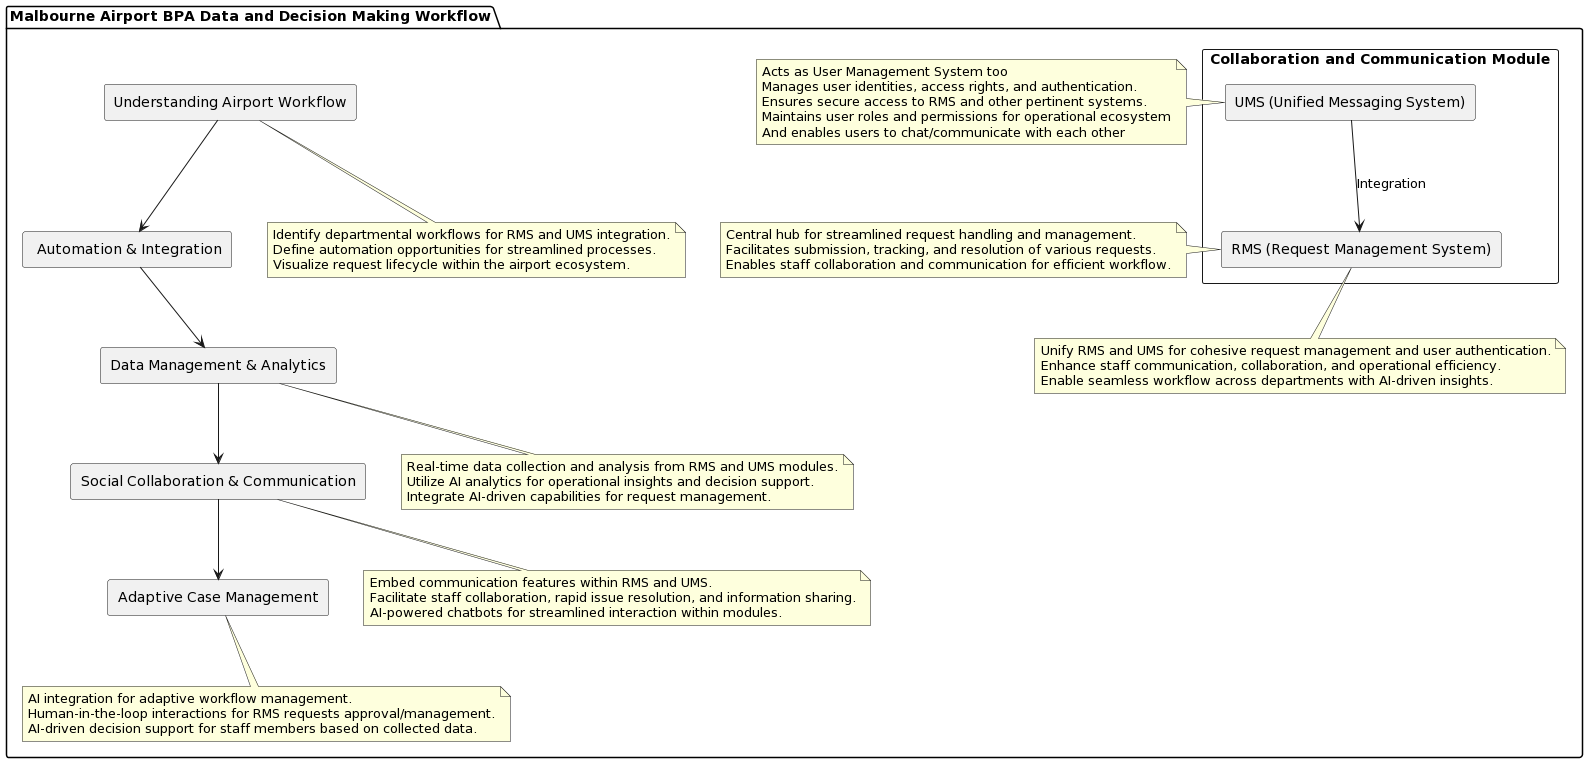 Malbourne Airport BPA Data and Decision Making Workflow
Collaboration and Communication Module
Acts as User Management System too
Manages user identities, access rights, and authentication.
Ensures secure access to RMS and other pertinent systems.
Maintains user roles and permissions for operational ecosystem
And enables users to chat/communicate with each other
Understanding Airport Workflow
UMS (Unified Messaging System)
Integration
Identify departmental workflows for RMS and UMS integration.
Define automation opportunities for streamlined processes.
Visualize request lifecycle within the airport ecosystem.
Central hub for streamlined request handling and management.
Facilitates submission, tracking, and resolution of various requests.
Enables staff collaboration and communication for efficient workflow.
Automation & Integration
RMS (Request Management System)
Data Management & Analytics
Unify RMS and UMS for cohesive request management and user authentication.
Enhance staff communication, collaboration, and operational efficiency.
Enable seamless workflow across departments with AI-driven insights.
Social Collaboration & Communication
Real-time data collection and analysis from RMS and UMS modules.
Utilize AI analytics for operational insights and decision support.
Integrate AI-driven capabilities for request management.
Adaptive Case Management
Embed communication features within RMS and UMS.
Facilitate staff collaboration, rapid issue resolution, and information sharing.
AI-powered chatbots for streamlined interaction within modules.
AI integration for adaptive workflow management.
Human-in-the-loop interactions for RMS requests approval/management.
AI-driven decision support for staff members based on collected data.